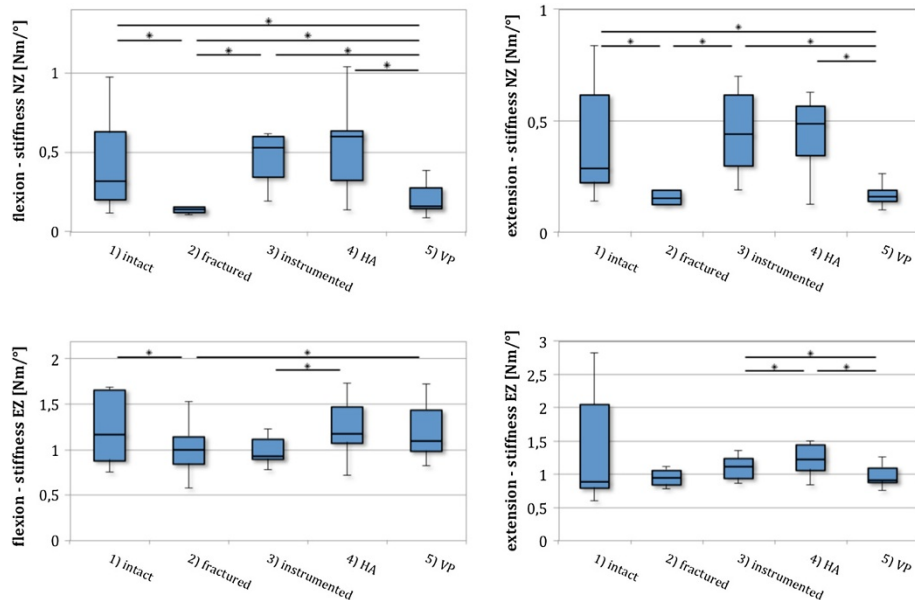 flexion - stiffness NZ [Nm/°]
1
0,5
0
1) intact
2) fractured
3) instrumented
4) HA
5) VP
*
*
*
*
*
*
*
extension - stiffness NZ [Nm/°]
1
0,5
0
1) intact
2) fractured
3) instrumented
4) HA
5) VP
*
*
*
*
*
flexion - stiffness EZ [Nm/°]
2
1,5
1
0,5
0
1) intact
2) fractured
3) instrumented
4) HA
5) VP
*
*
*
extension - stiffness EZ [Nm/°]
3
2,5
2
1,5
1
0,5
0
1) intact
2) fractured
3) instrumented
4) HA
5) VP
*
*
*